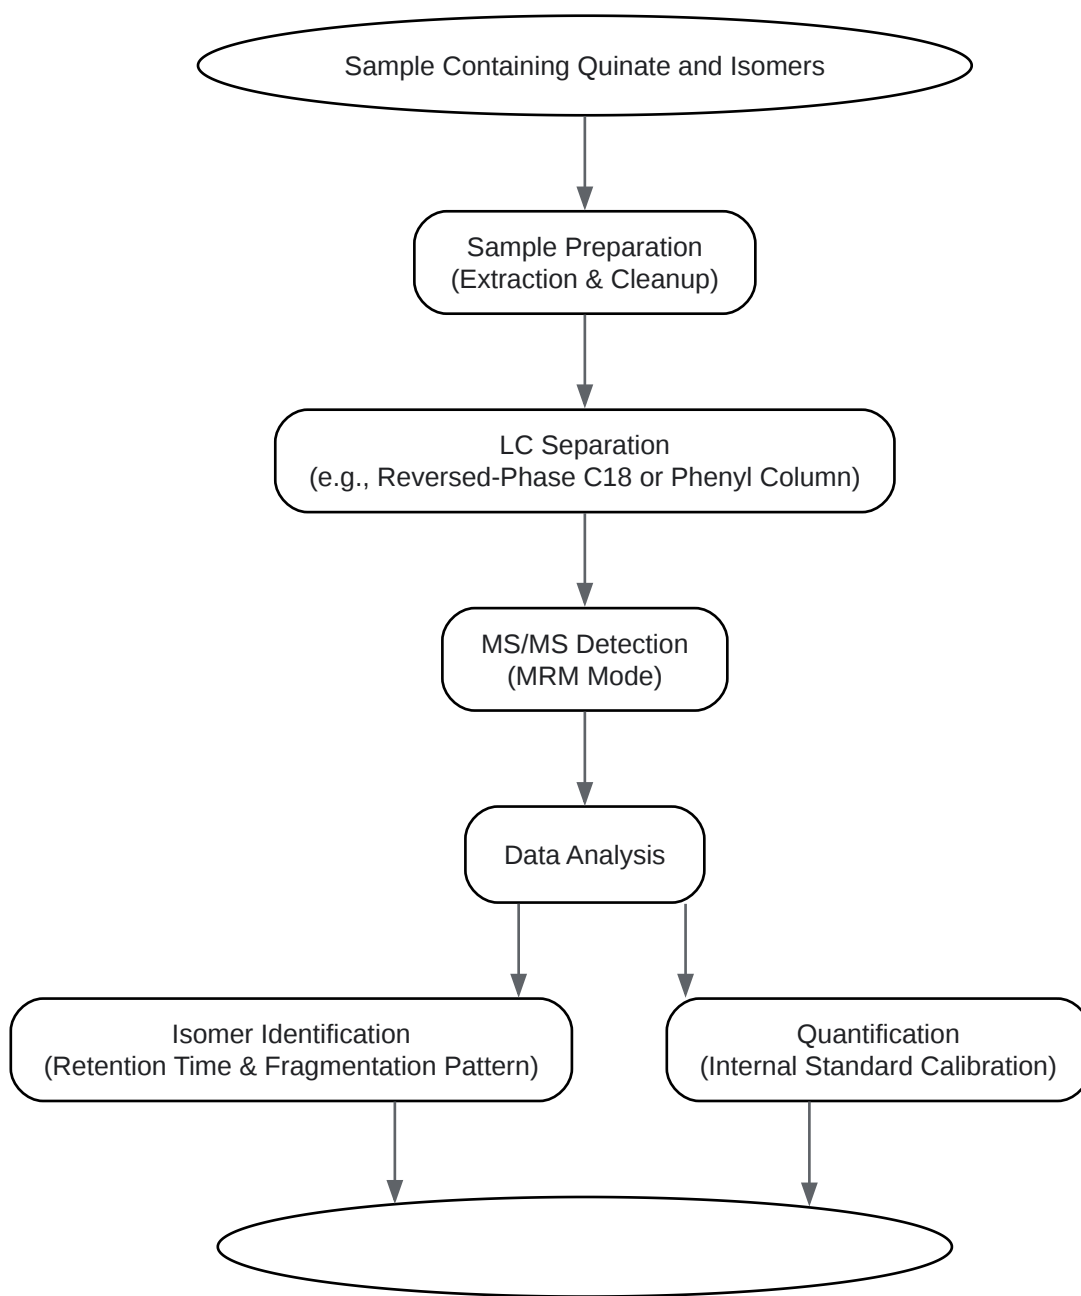 Sample Containing Quinate and Isomers
Sample Preparation
(Extraction & Cleanup)
LC Separation
(e.g., Reversed-Phase C18 or Phenyl Column)
MS/MS Detection
(MRM Mode)
Data Analysis
Isomer Identification
(Retention Time & Fragmentation Pattern)
Quantification
(Internal Standard Calibration)